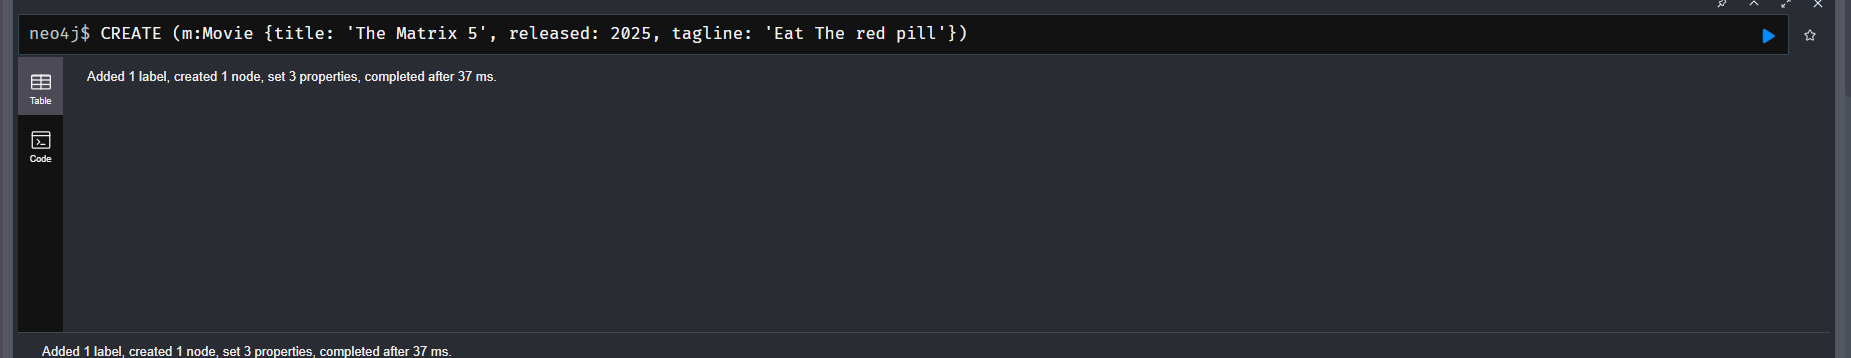 neo4j$ CREATE (m:Movie {title: 'The Matrix 5', released: 2025, tagline: 'Eat The red pill'})
Added 1 label, created 1 node, set 3 properties, completed after 37 ms.
Table
Code
Added 1 label, created 1 node, set 3 properties, completed after 37 ms.